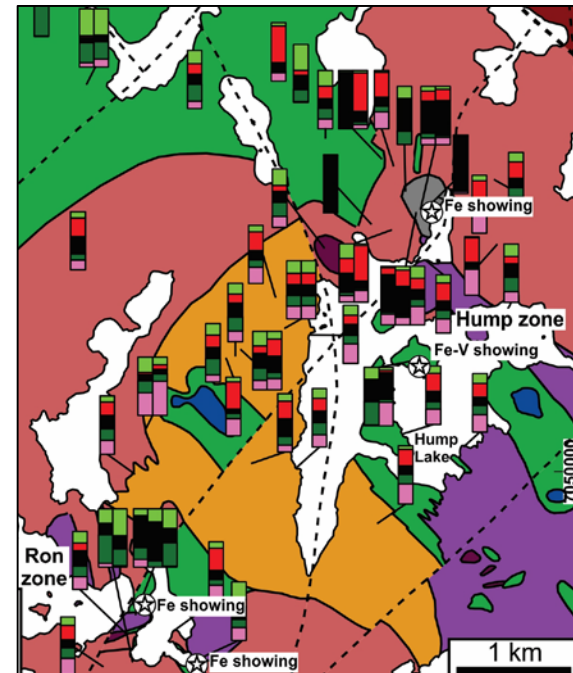 Fe showing
Hump zone
Fe-V showing
Hump
Lake
7050000
Ron
zone
Fe showing
Fe showing
1 km